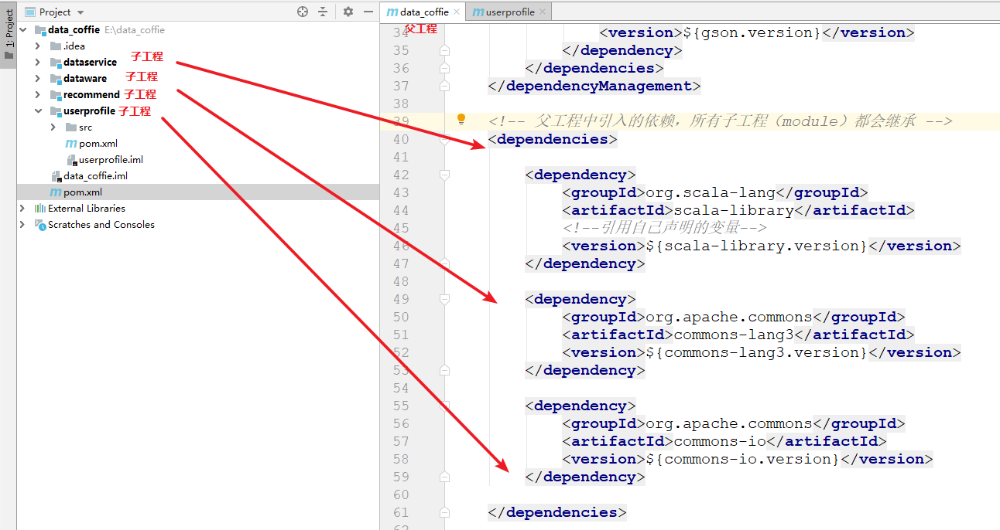 1: Project
Project
data_coffie E:\data_coffie
.idea
dataservice 子工程
dataware 子工程
recommend 子工程
userprofile 子工程
src
pom.xml
userprofile.iml
data_coffie.iml
pom.xml
External Libraries
Scratches and Consoles
data_coffie
userprofile
父工程
34 <version>${gson.version}</version>
35 </dependency>
36 </dependencies>
37 </dependencyManagement>
38
39 <!-- 父工程中引入的依赖，所有子工程（module）都会继承 -->
40 <dependencies>
41
42 <dependency>
43 <groupId>org.scala-lang</groupId>
44 <artifactId>scala-library</artifactId>
45 <!--引用自己声明的变量-->
46 <version>${scala-library.version}</version>
47 </dependency>
48
49 <dependency>
50 <groupId>org.apache.commons</groupId>
51 <artifactId>commons-lang3</artifactId>
52 <version>${commons-lang3.version}</version>
53 </dependency>
54
55 <dependency>
56 <groupId>org.apache.commons</groupId>
57 <artifactId>commons-io</artifactId>
58 <version>${commons-io.version}</version>
59 </dependency>
60
61 </dependencies>